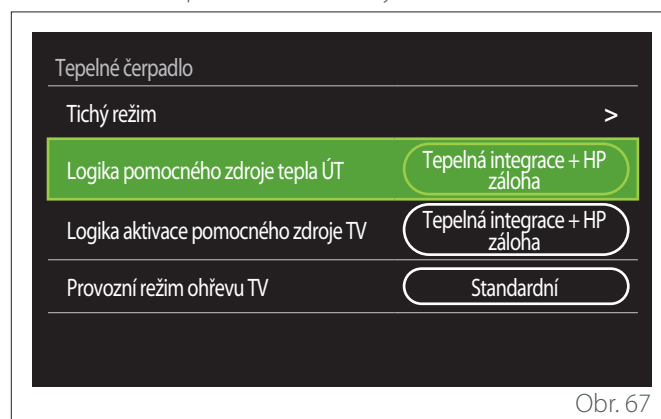 Tepelné čerpadlo
Tichý režim >
Logika pomocného zdroje tepla ÚT
Tepelná integrace + HP
záloha
Logika aktivace pomocného zdroje TV
Tepelná integrace + HP
záloha
Provozní režim ohřevu TV
Standardní
Obr. 67